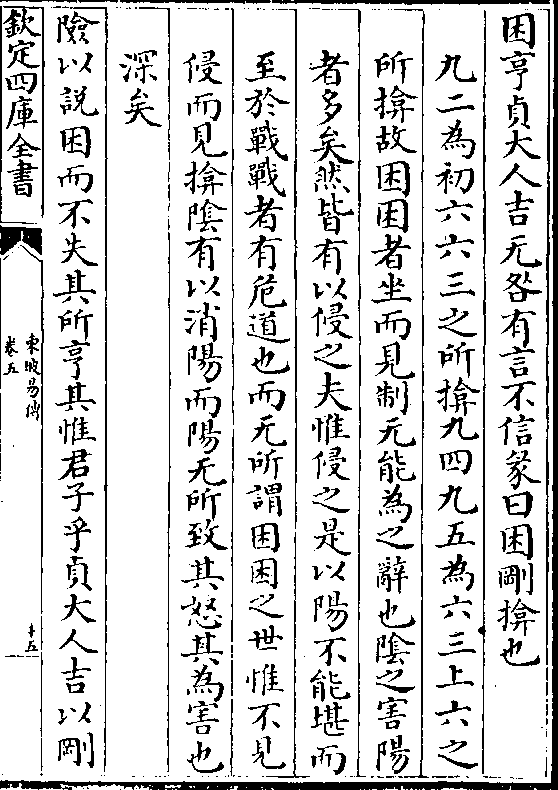 困亨貞大人吉无咎有言不信彖曰困剛揜也
九二為初六六三之所揜九四九五為六三上六之
所揜故困困者坐而見制无能為之辭也陰之害陽
者多矣然皆有以侵之夫惟侵之是以陽不能堪而
至於戰戰者有危道也而无所謂困困之世惟不見
侵而見揜陰有以消陽而陽无所致其怒其為害也
深矣
險以說困而不失其所亨其惟君子乎貞大人吉以剛
欽定四庫全書
東坡易傳
卷五
十五